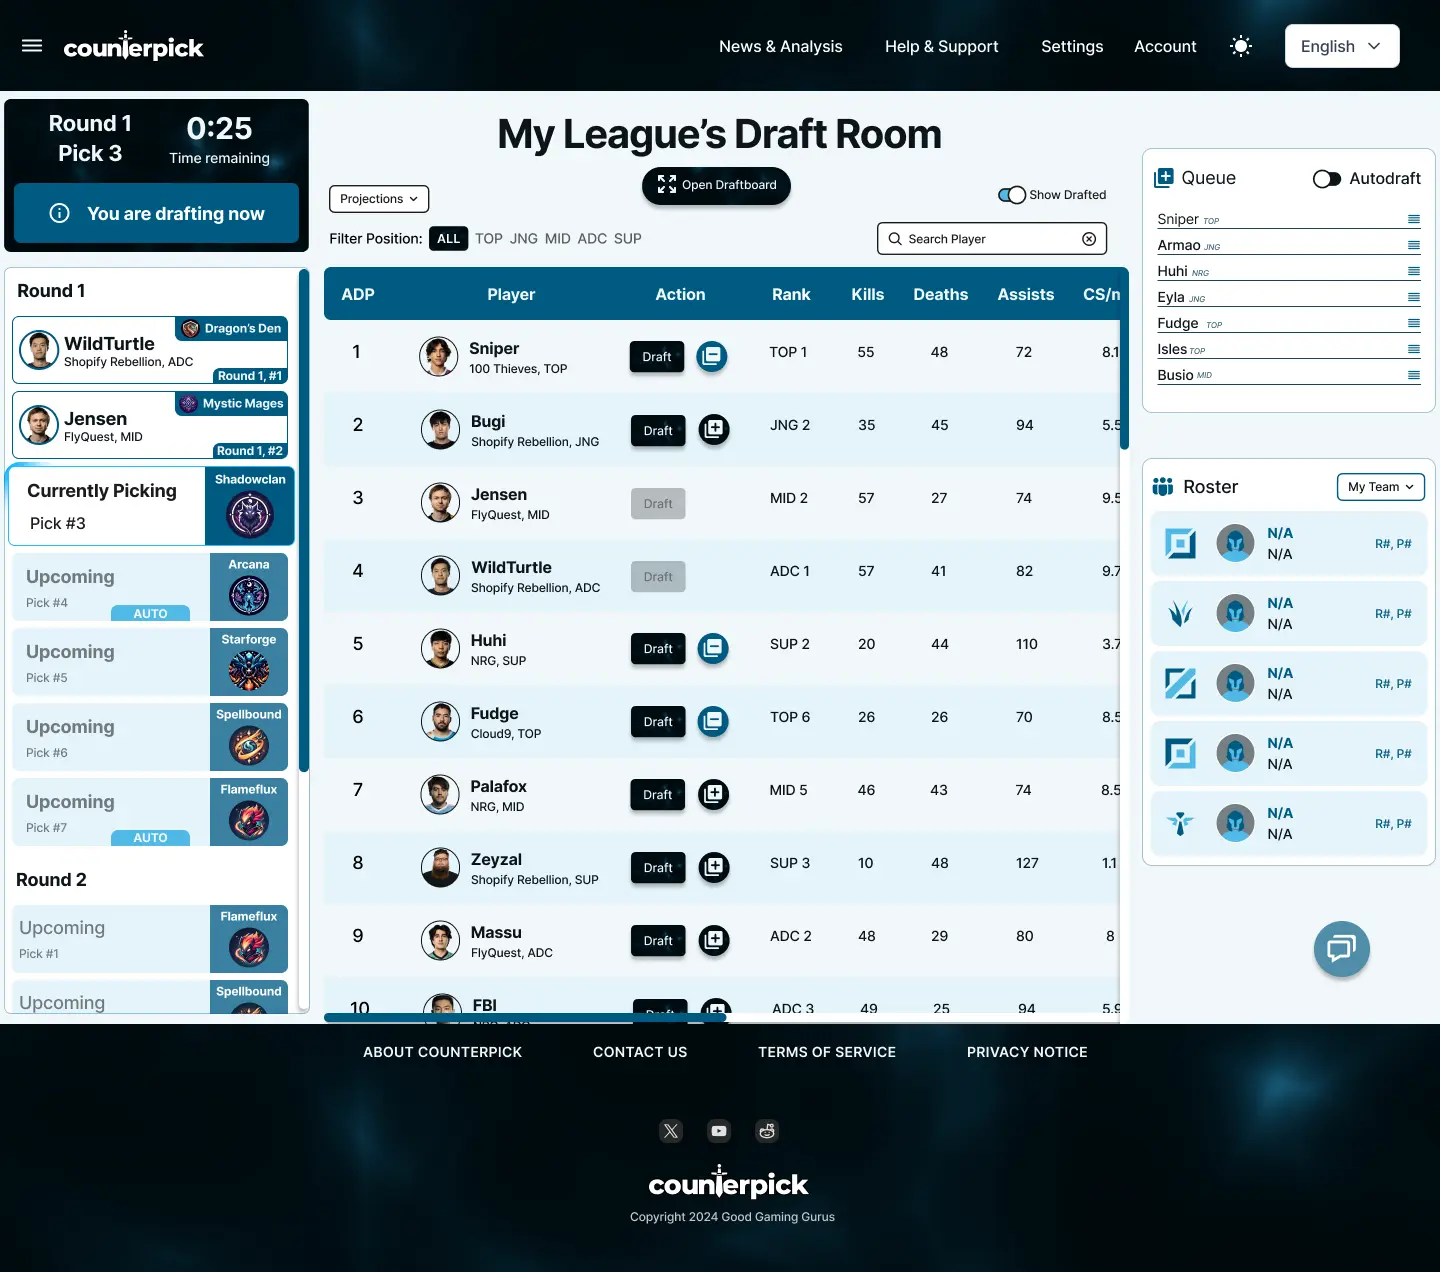 counterpick
News & Analysis
Help & Support
Settings
Account
English
Round 1
Pick 3
0:25
Time remaining
You are drafting now
My League's Draft Room
Open Draftboard
Projections
Show Drafted
Filter Position: ALL TOP JNG MID ADC SUP
Search Player
Round 1
WildTurtle
Shopify Rebellion, ADC
Dragon's Den
Round 1, #1
Jensen
FlyQuest, MID
Mystic Mages
Round 1, #2
Currently Picking
Pick #3
Shadowclan
Upcoming
Pick #4
AUTO
Arcana
Upcoming
Pick #5
Starforge
Upcoming
Pick #6
Spellbound
Upcoming
Pick #7
AUTO
Flameflux
Round 2
Upcoming
Pick #1
Flameflux
Upcoming
Spellbound
ADP Player Action Rank Kills Deaths Assists CS/m
1 Sniper Draft TOP 1 55 48 72 8.1
100 Thieves, TOP
2 Bugi Draft JNG 2 35 45 94 5.5
Shopify Rebellion, JNG
3 Jensen Draft MID 2 57 27 74 9.5
FlyQuest, MID
4 WildTurtle Draft ADC 1 57 41 82 9.7
Shopify Rebellion, ADC
5 Huhi Draft SUP 2 20 44 110 3.7
NRG, SUP
6 Fudge Draft TOP 6 26 26 70 8.5
Cloud9, TOP
7 Palafox Draft MID 5 46 43 74 8.5
NRG, MID
8 Zeyzal Draft SUP 3 10 48 127 1.1
Shopify Rebellion, SUP
9 Massu Draft ADC 2 48 29 80 8
FlyQuest, ADC
10 FBI Draft ADC 3 49 25 94 5.9
Queue
Autodraft
Sniper TOP
Armao JNG
Huhi NRG
Eyla JNG
Fudge TOP
Isles TOP
Busio MID
Roster
My Team
N/A
N/A
R#, P#
N/A
N/A
R#, P#
N/A
N/A
R#, P#
N/A
N/A
R#, P#
N/A
N/A
R#, P#
ABOUT COUNTERPICK
CONTACT US
TERMS OF SERVICE
PRIVACY NOTICE
counterpick
Copyright 2024 Good Gaming Gurus